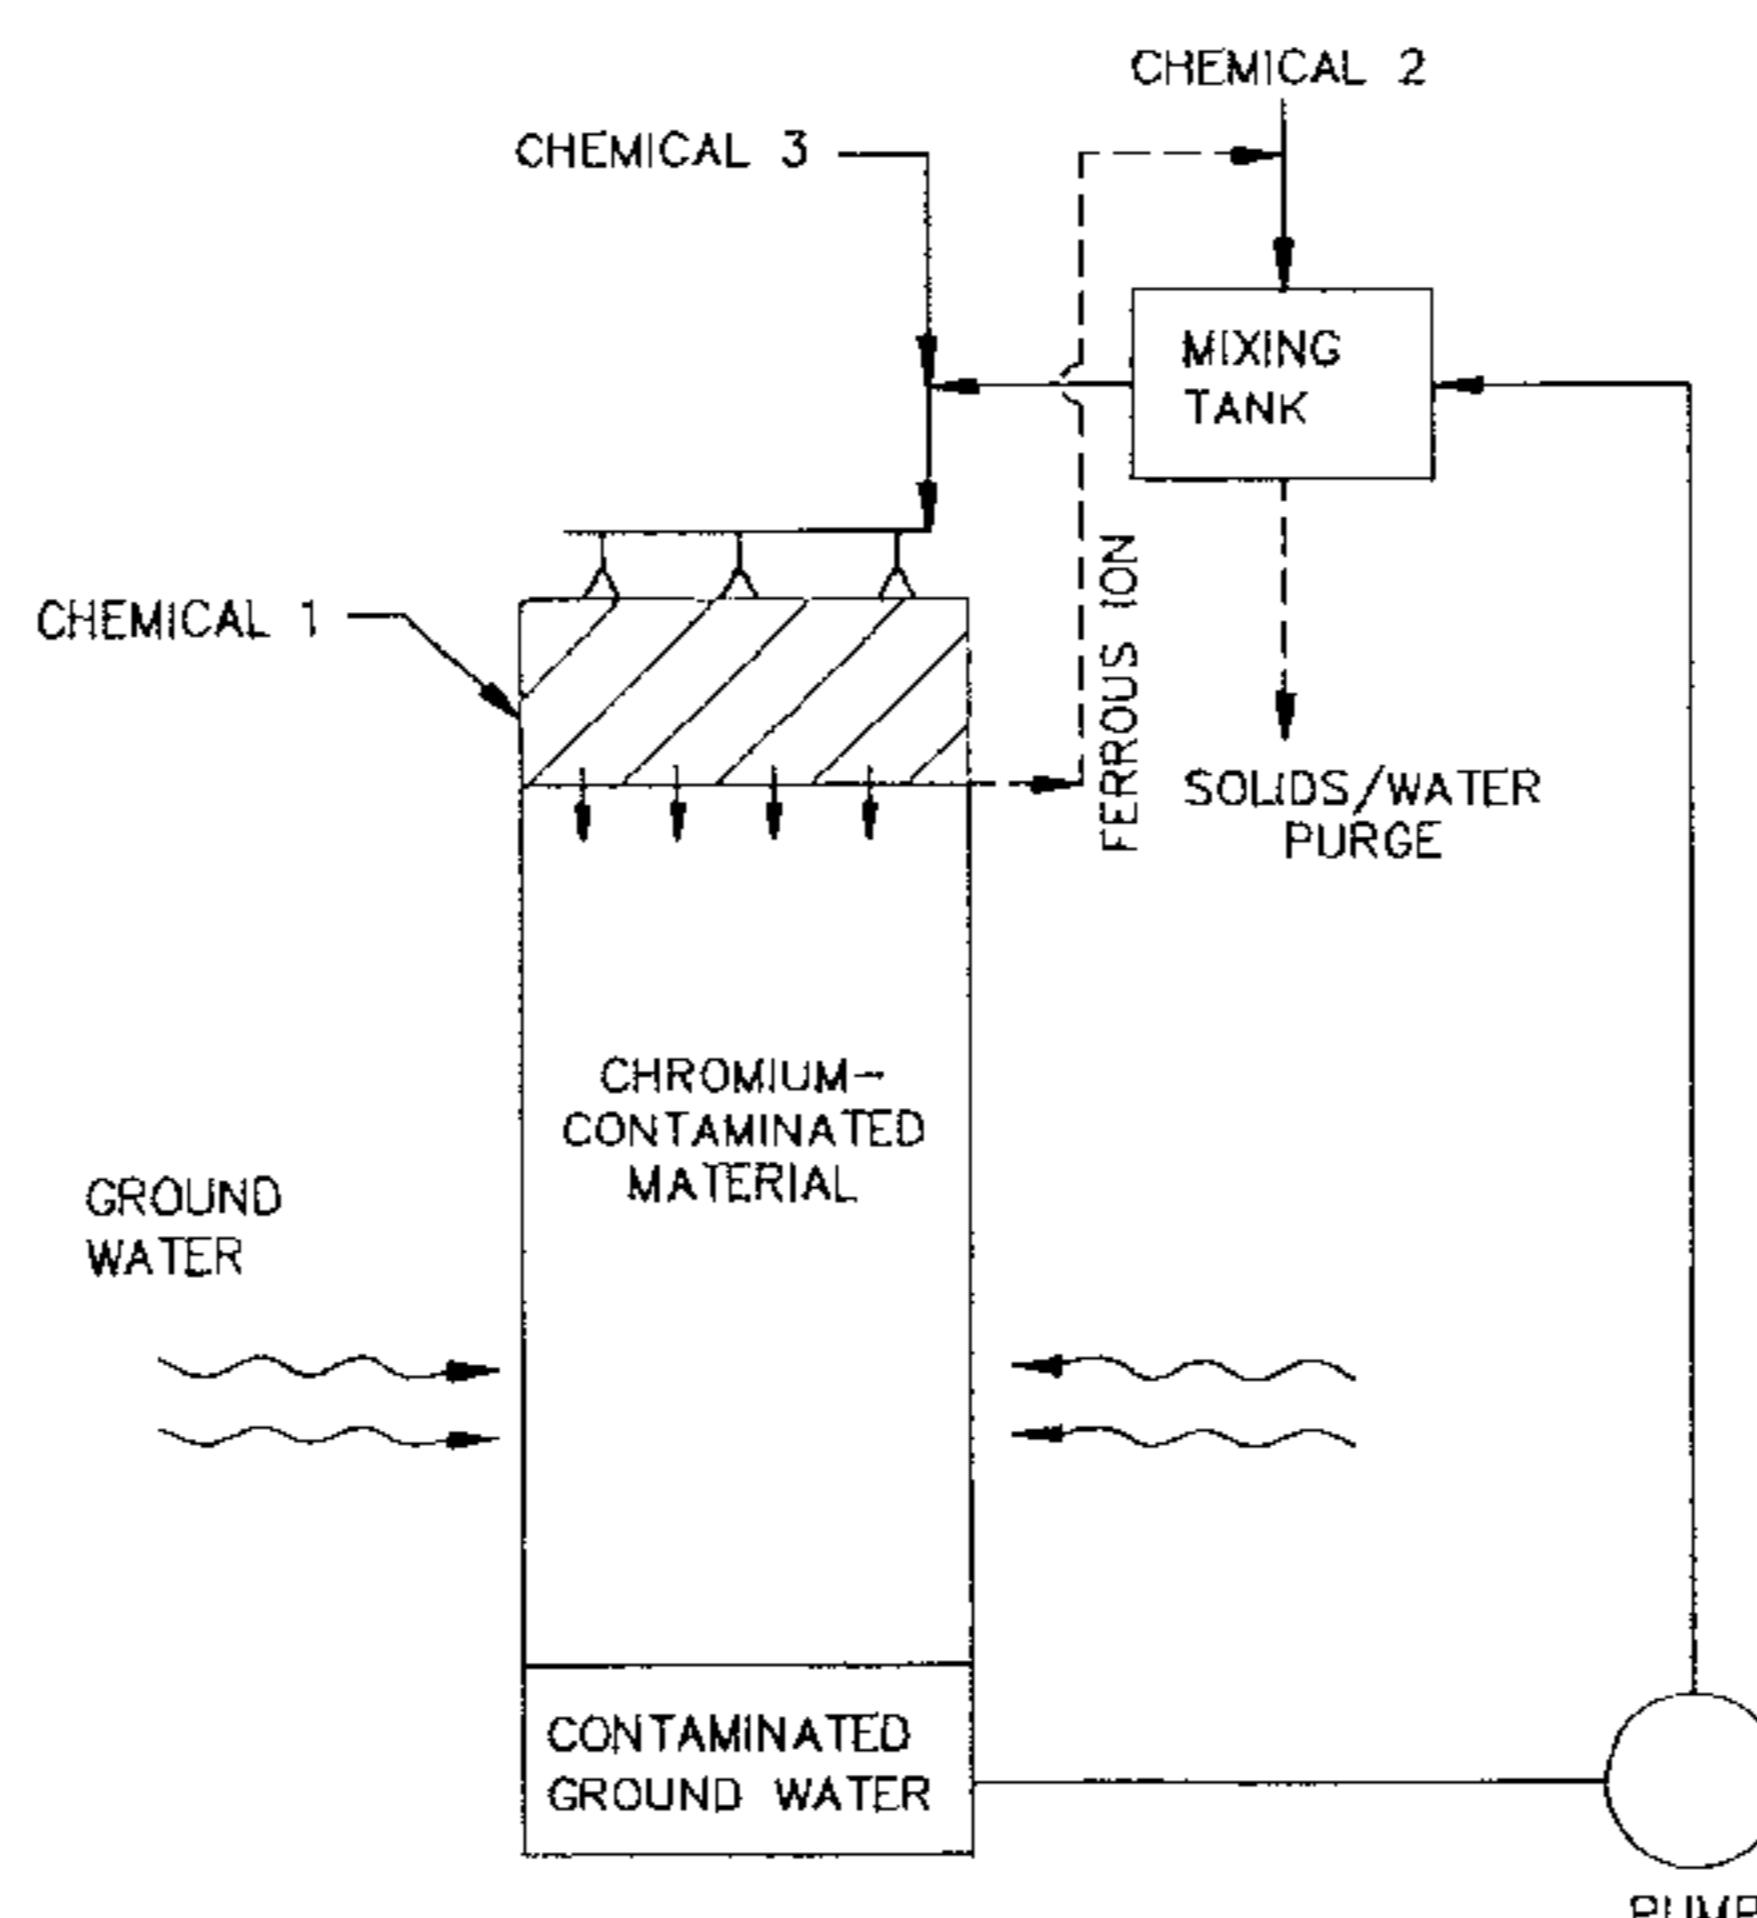 CHEMICAL 2
CHEMICAL 3
MIXING
TANK
FERROUS ION
CHEMICAL 1
SOLIDS/WATER
PURGE
CHROMIUM-
CONTAMINATED
MATERIAL
GROUND
WATER
CONTAMINATED
GROUND WATER
PUMP